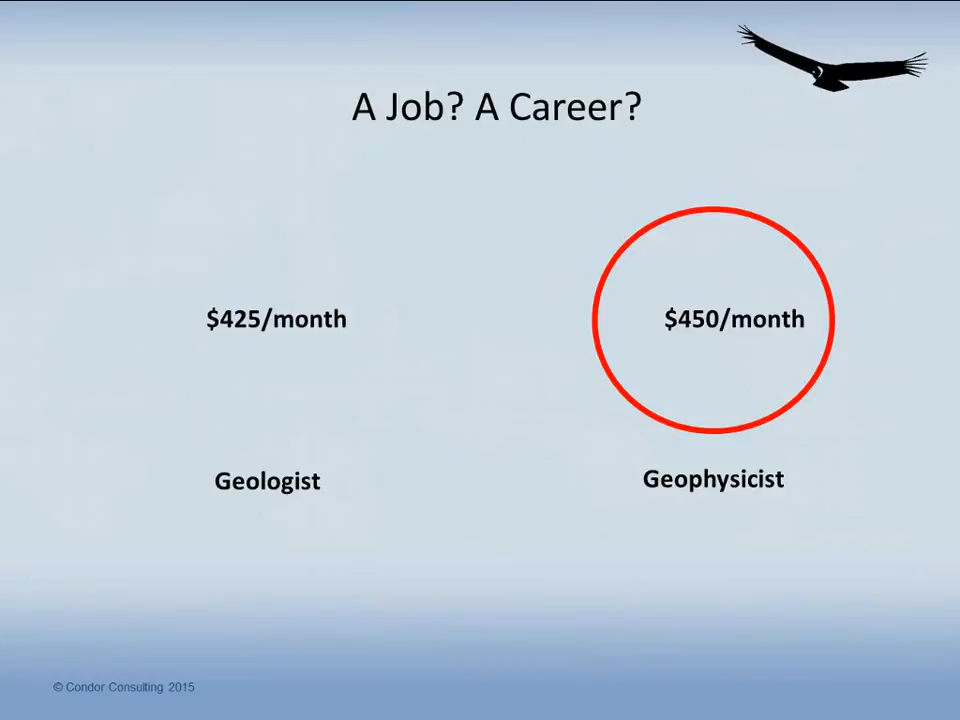 A Job? A Career?
$425/month
$450/month
Geologist
Geophysicist
© Condor Consulting 2015